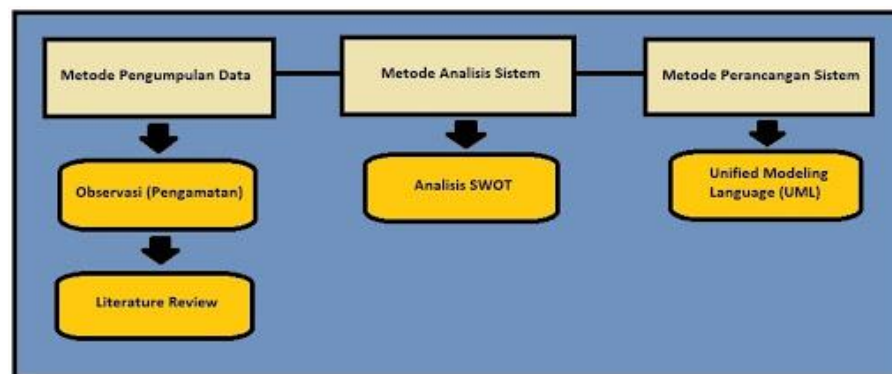 Metode Pengumpulan Data
Metode Analisis Sistem
Metode Perancangan Sistem
Observasi (Pengamatan)
Analisis SWOT
Unified Modeling
Language (UML)
Literature Review